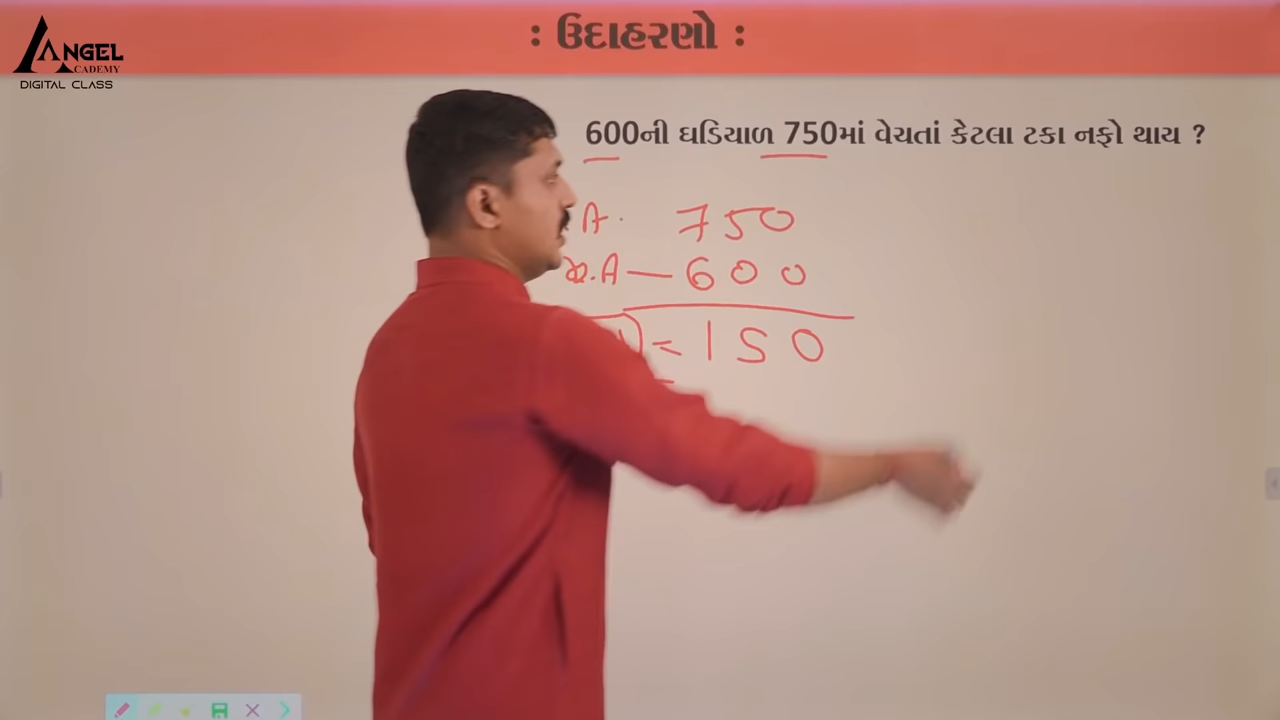 : ઉદાહરણો :
ANGEL
ACADEMY
DIGITAL CLASS
600ની ઘડિયાળ 750માં વેચતાં કેટલા ટકા નફો થાય ?
750
— 600
= 150